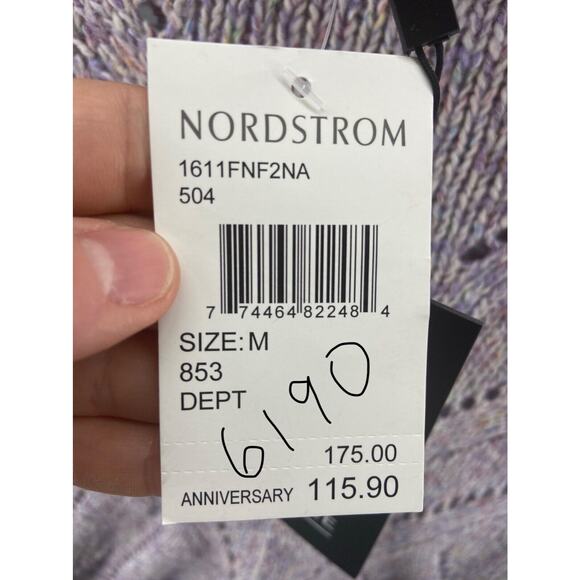 NORDSTROM
1611FNF2NA
504
7 74464 82248 4
SIZE: M
853
DEPT
6190
175.00
ANNIVERSARY 115.90